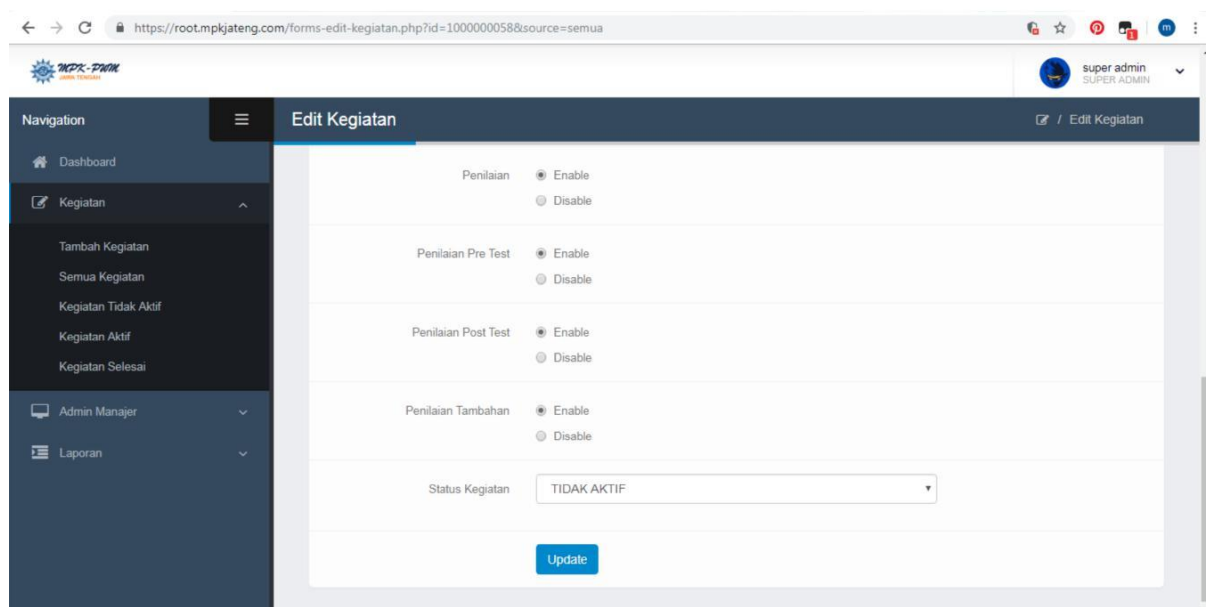 https://root.mpkjateng.com/forms-edit-kegiatan.php?id=1000000058&source=semua
1
m
MPK-PWM
JAWA TENGAH
super admin
SUPER ADMIN
Navigation
Edit Kegiatan
/ Edit Kegiatan
Dashboard
Kegiatan
Tambah Kegiatan
Semua Kegiatan
Kegiatan Tidak Aktif
Kegiatan Aktif
Kegiatan Selesai
Admin Manajer
Laporan
Penilaian
Enable
Disable
Penilaian Pre Test
Enable
Disable
Penilaian Post Test
Enable
Disable
Penilaian Tambahan
Enable
Disable
Status Kegiatan
TIDAK AKTIF
Update